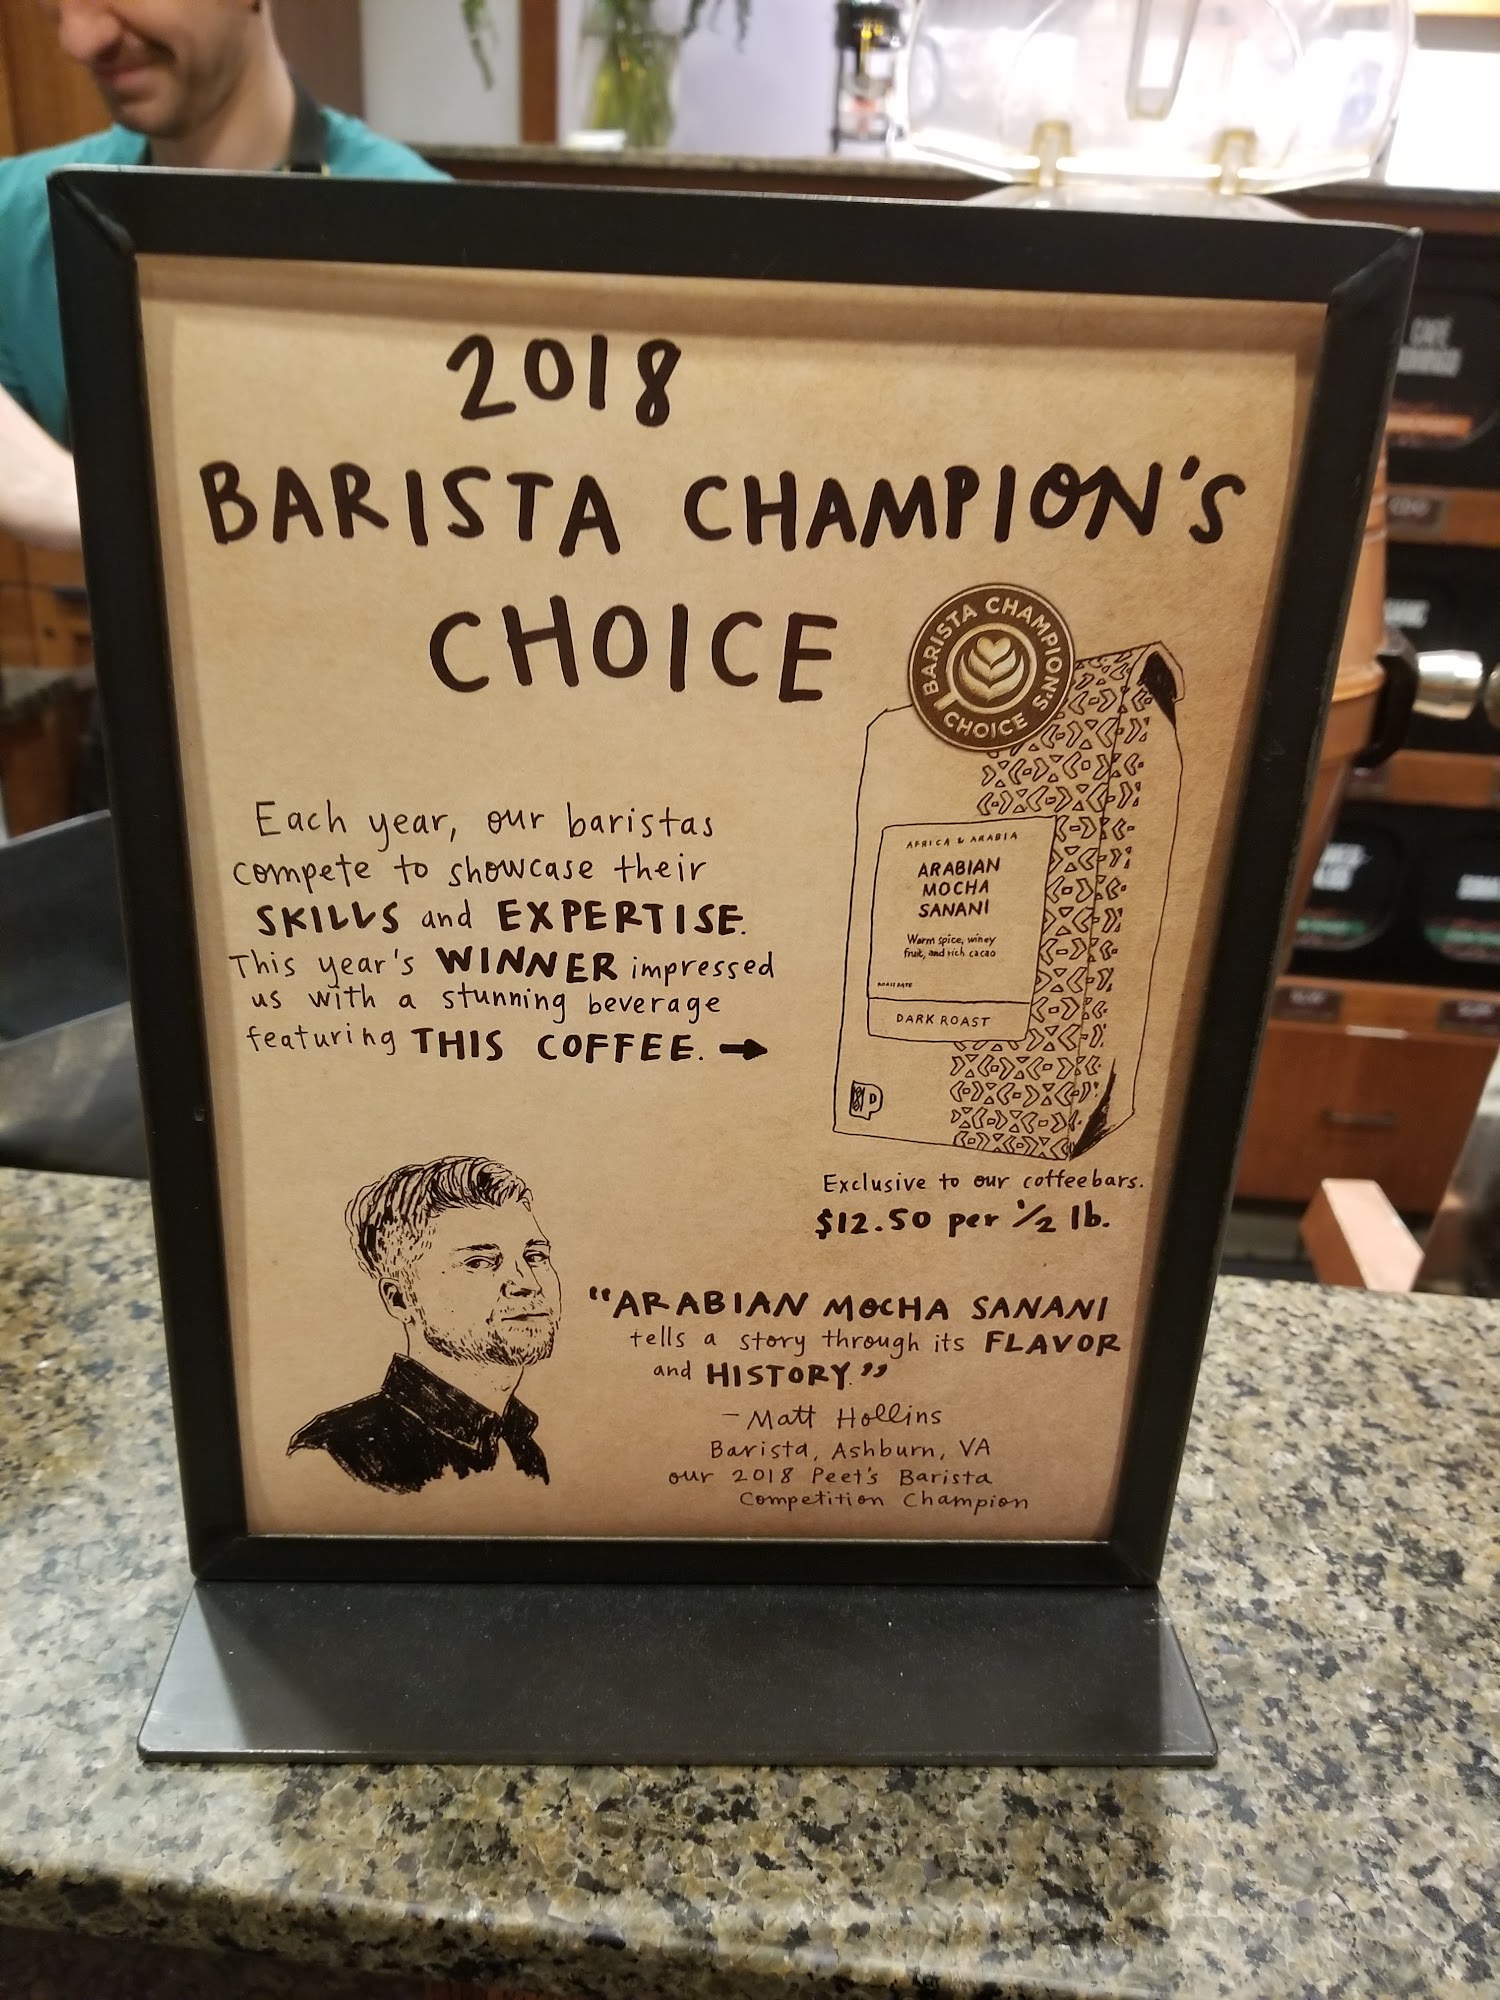 2018
BARISTA CHAMPION'S
CHOICE
BARISTA CHAMPION'S
CHOICE
Each year, our baristas
compete to showcase their
SKILLS and EXPERTISE.
This year's WINNER impressed
us with a stunning beverage
featuring THIS COFFEE. →
AFRICA & ARABIA
ARABIAN
MOCHA
SANANI
Warm spice, winey
fruit, and rich cacao
ROAST DATE
DARK ROAST
Exclusive to our coffeebars.
$12.50 per 1/2 lb.
"ARABIAN MOCHA SANANI
tells a story through its FLAVOR
and HISTORY."
- Matt Hollins
Barista, Ashburn, VA
our 2018 Peet's Barista
Competition Champion
CAFÉ